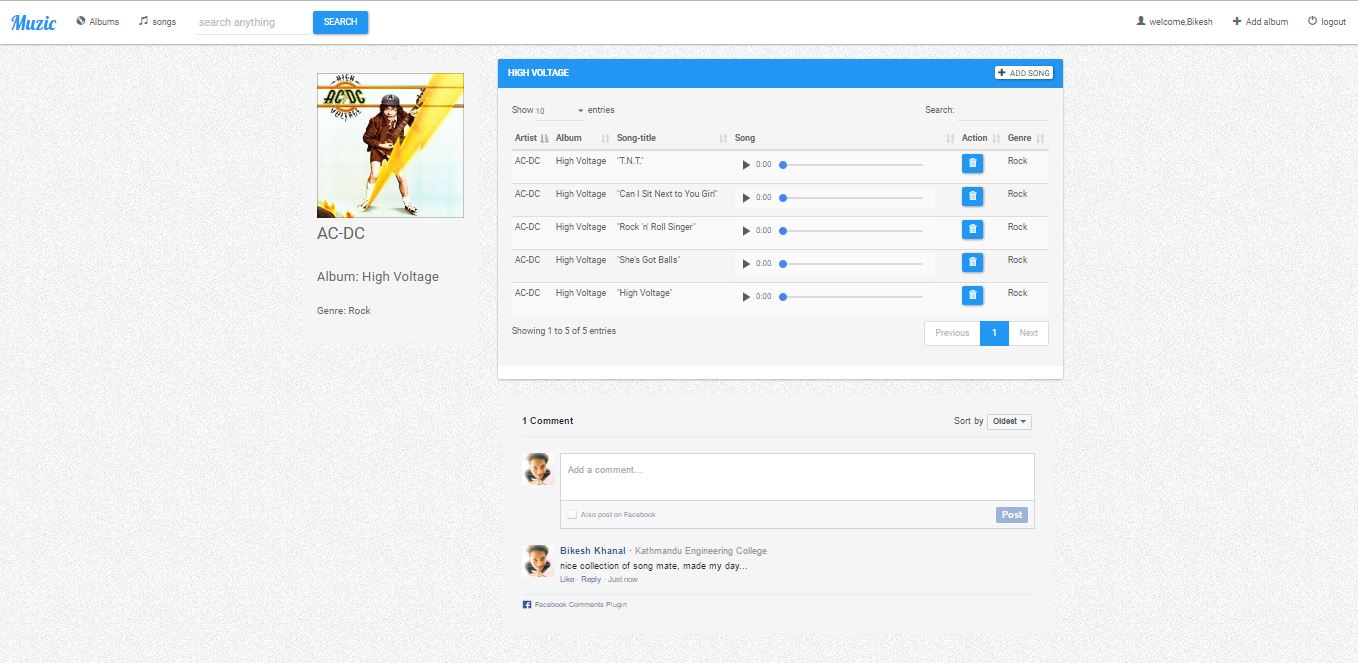 Muzic Albums songs search anything SEARCH welcome,Bikesh Add album logout
HIGH
AC DC
VOLTAGE
AC-DC
Album: High Voltage
Genre: Rock
HIGH VOLTAGE ADD SONG
Show 10 entries Search:
Artist Album Song-title Song Action Genre
AC-DC High Voltage "T.N.T." 0:00 Rock
AC-DC High Voltage "Can I Sit Next to You Girl" 0:00 Rock
AC-DC High Voltage "Rock 'n' Roll Singer" 0:00 Rock
AC-DC High Voltage "She's Got Balls" 0:00 Rock
AC-DC High Voltage "High Voltage" 0:00 Rock
Showing 1 to 5 of 5 entries Previous 1 Next
1 Comment Sort by Oldest
Add a comment...
Also post on Facebook Post
Bikesh Khanal · Kathmandu Engineering College
nice collection of song mate, made my day...
Like · Reply · Just now
Facebook Comments Plugin